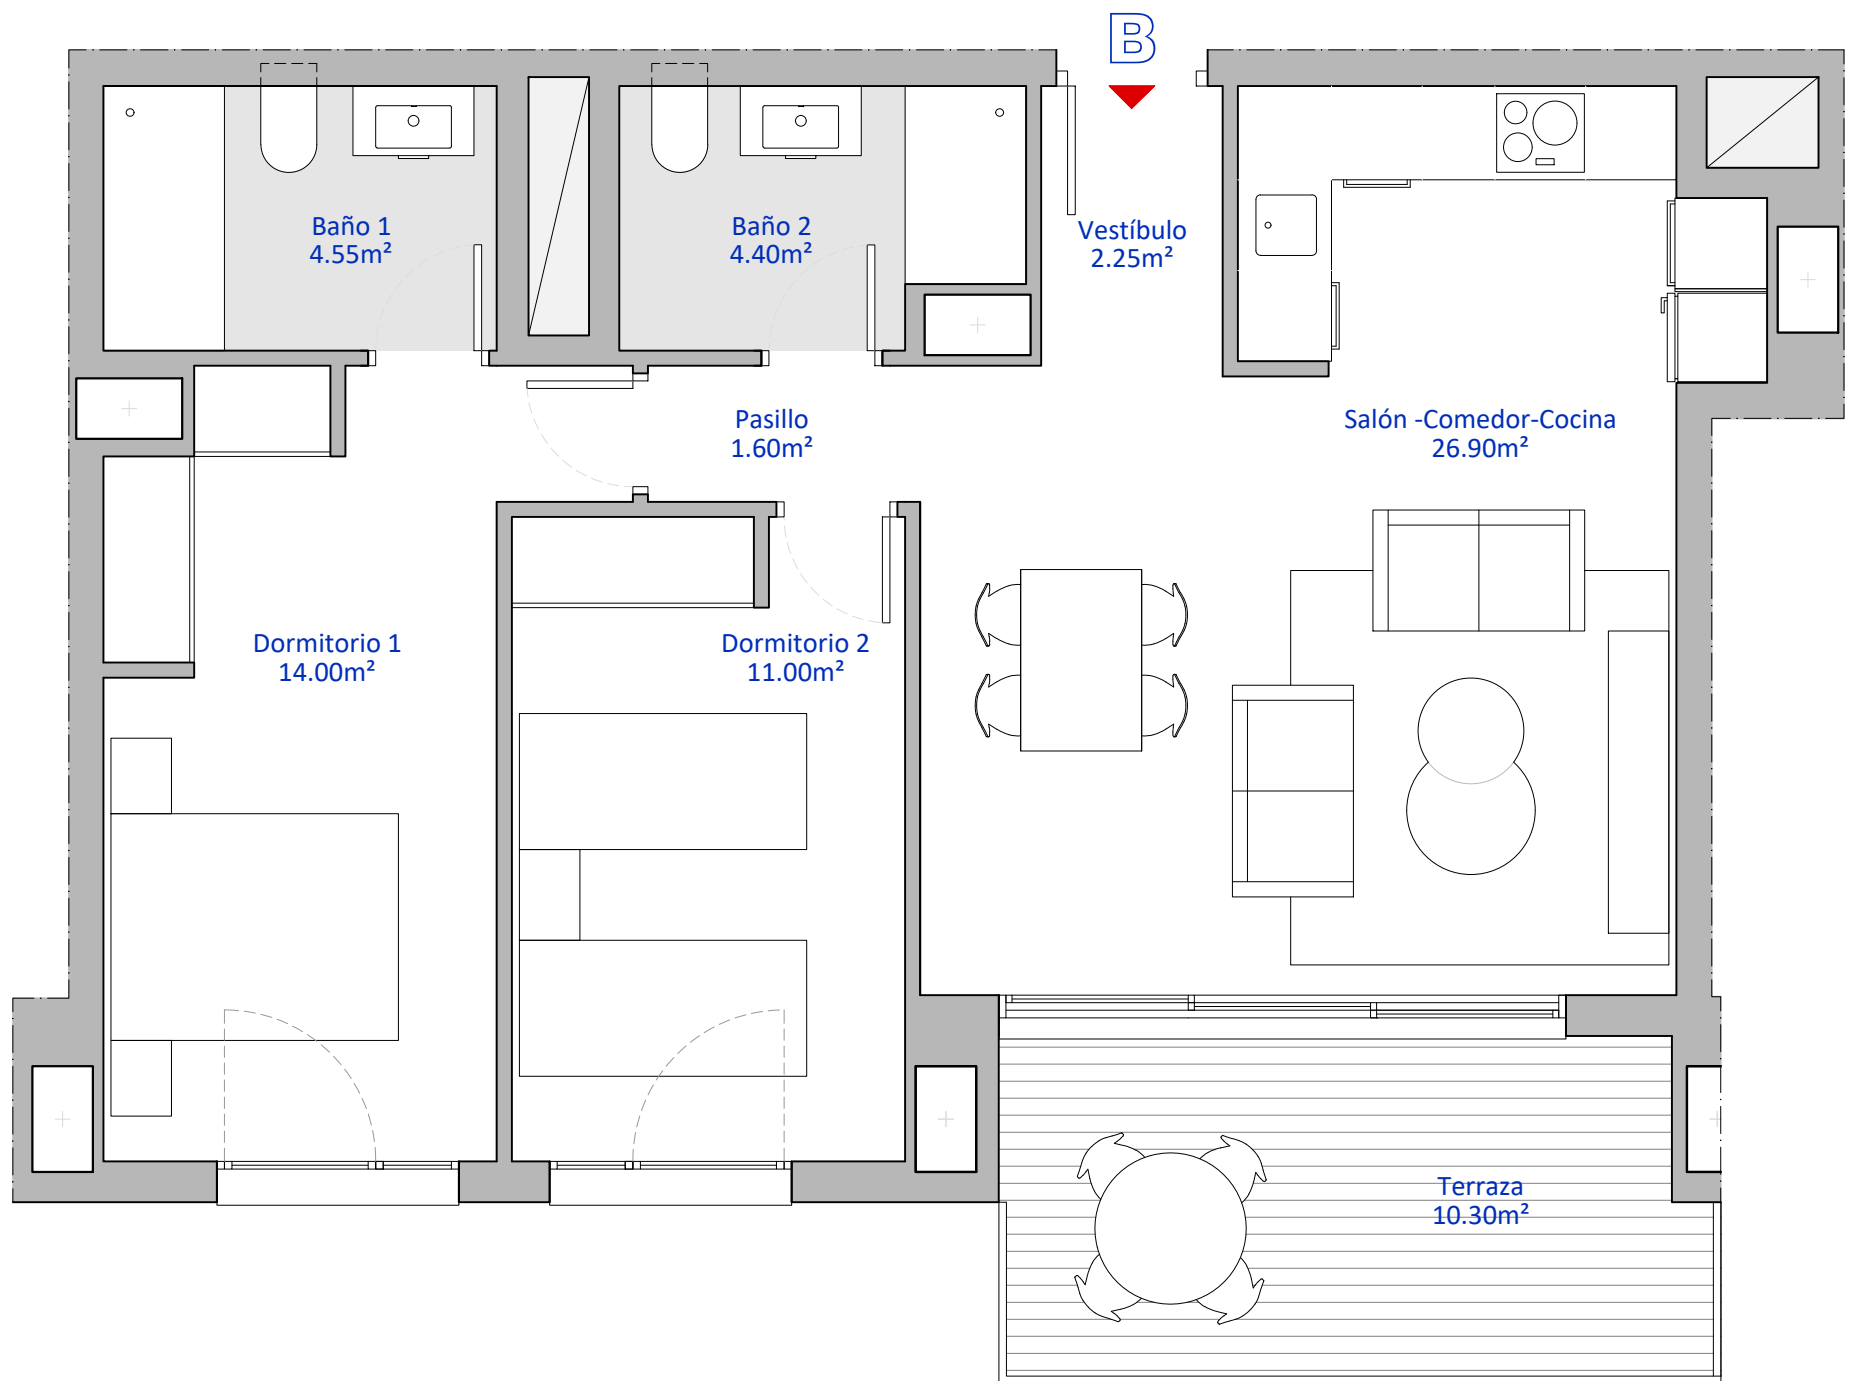 B
Baño 1
4.55m²
Baño 2
4.40m²
Vestíbulo
2.25m²
Pasillo
1.60m²
Salón -Comedor-Cocina
26.90m²
Dormitorio 1
14.00m²
Dormitorio 2
11.00m²
Terraza
10.30m²